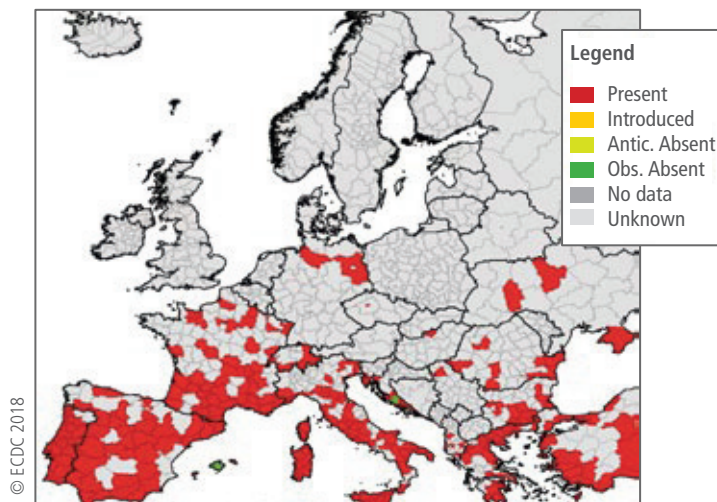 Legend
Present
Introduced
Antic. Absent
Obs. Absent
No data
Unknown
© ECDC 2018